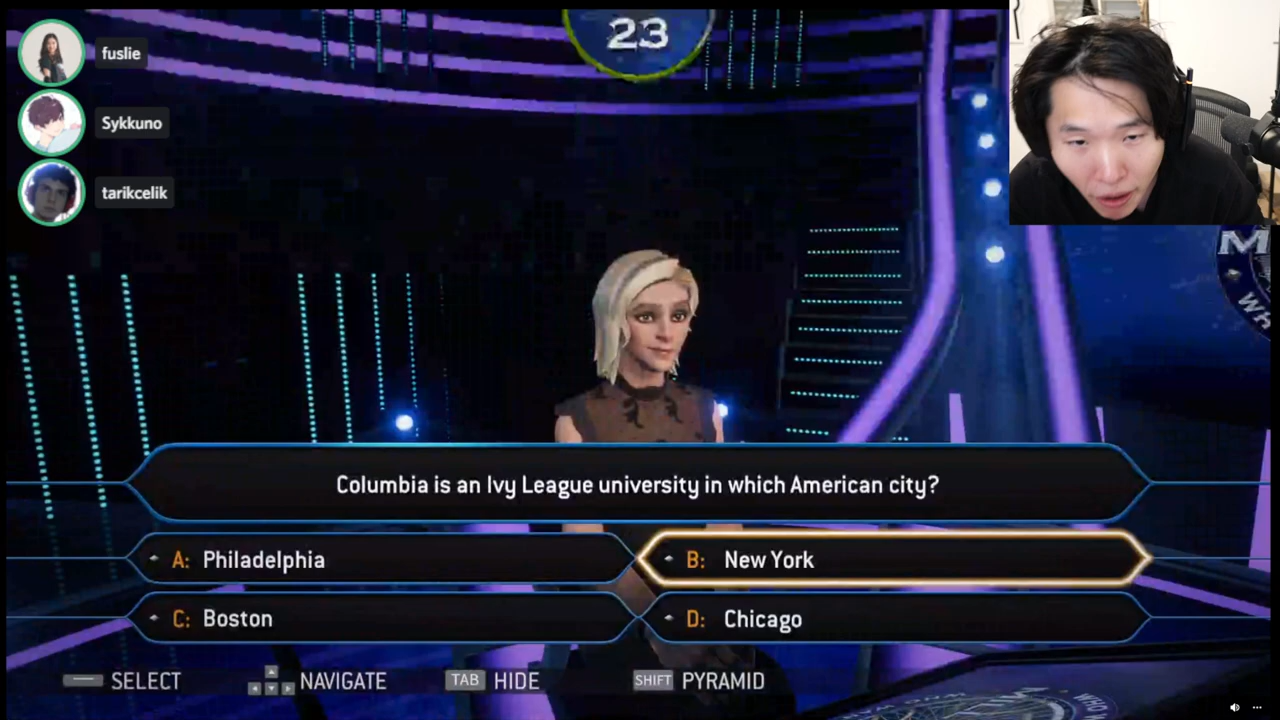 23
fuslie
Sykkuno
tarikcelik
Columbia is an Ivy League university in which American city?
A: Philadelphia
B: New York
C: Boston
D: Chicago
SELECT
NAVIGATE
TAB HIDE
SHIFT PYRAMID